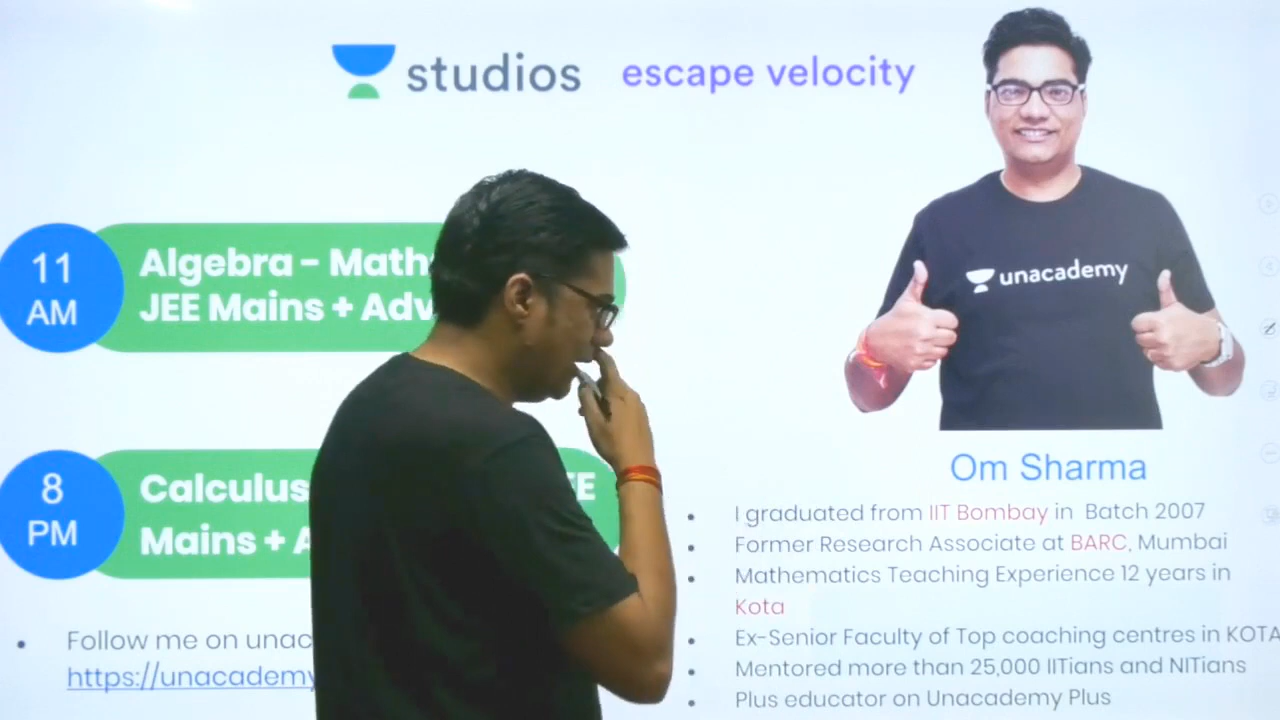 studios escape velocity
unacademy
11
AM
Algebra - Math
JEE Mains + Adv
8
PM
Calculus
Mains +
Follow me on
https://unacademy
Om Sharma
I graduated from IIT Bombay in Batch 2007
Former Research Associate at BARC, Mumbai
Mathematics Teaching Experience 12 years in
Kota
Ex-Senior Faculty of Top coaching centres in KOTA
Mentored more than 25,000 IITians and NITians
Plus educator on Unacademy Plus